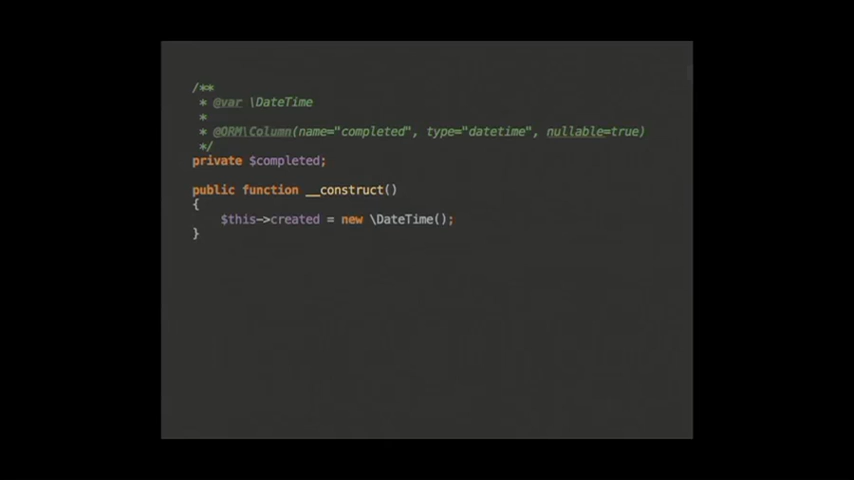 /**
* @var \DateTime
*
* @ORM\Column(name="completed", type="datetime", nullable=true)
*/
private $completed;
public function __construct()
{
$this->created = new \DateTime();
}